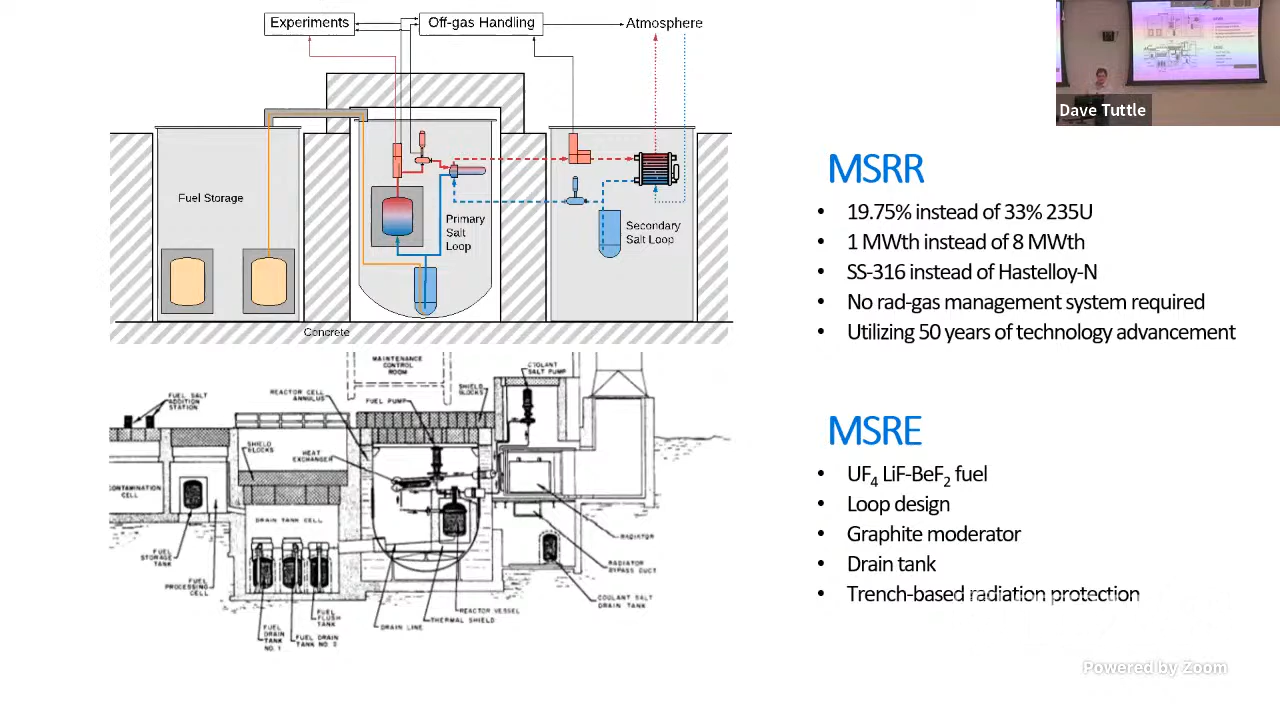 Experiments
Off-gas Handling
Atmosphere
Dave Tuttle
Fuel Storage
Primary
Salt
Loop
Secondary
Salt Loop
Concrete
MSRR
• 19.75% instead of 33% 235U
• 1 MWth instead of 8 MWth
• SS-316 instead of Hastelloy-N
• No rad-gas management system required
• Utilizing 50 years of technology advancement
MAINTENANCE
CONTROL
ROOM
COOLANT
SALT PUMP
REACTOR CELL
ANNULUS
SHIELD
BLOCKS
FUEL SALT
ADDITION
STATION
FUEL PUMP
SHIELD
BLOCKS
HEAT
EXCHANGER
CONTAMINATION
CELL
DRAIN TANK CELL
RADIATOR
FUEL
STORAGE
TANK
RADIATOR
BYPASS DUCT
FUEL
PROCESSING
CELL
COOLANT SALT
DRAIN TANK
REACTOR VESSEL
THERMAL SHIELD
DRAIN LINE
FUEL
FLUSH
TANK
FUEL DRAIN
TANK NO. 2
FUEL
DRAIN
TANK
NO. 1
MSRE
• UF4 LiF-BeF2 fuel
• Loop design
• Graphite moderator
• Drain tank
• Trench-based radiation protection
Powered by Zoom